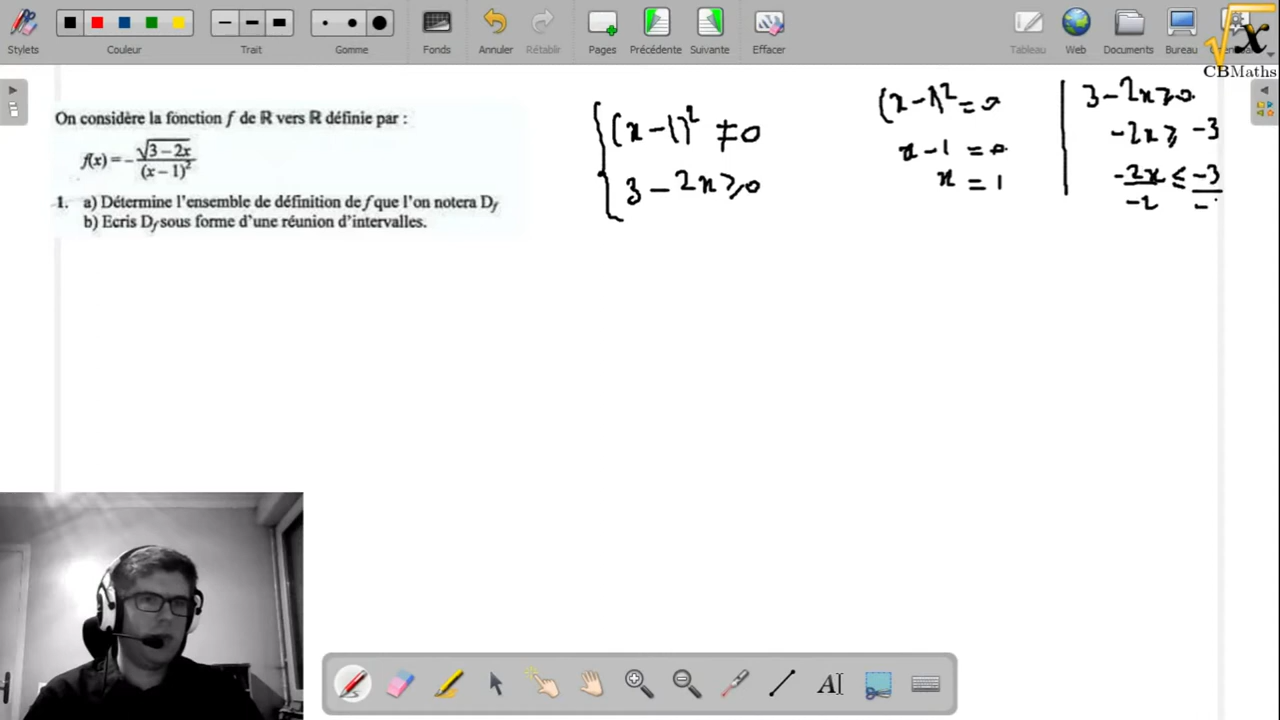 Stylets
Couleur
Trait
Gomme
Fonds
Annuler
Rétablir
Pages
Précédente
Suivante
Effacer
Tableau
Web
Documents
Bureau
√x
CBMaths
On considère la fonction f de ℝ vers ℝ définie par :
f(x) = - √(3 – 2x) / (x – 1)²
1. a) Détermine l'ensemble de définition de f que l'on notera Df
b) Ecris Df sous forme d'une réunion d'intervalles.
(x - 1)² ≠ 0
3 - 2x ≥ 0
(x - 1)² = 0
x - 1 = 0
x = 1
3 - 2x ≥ 0
-2x ≥ -3
-2x/-2 ≤ -3/-
AI